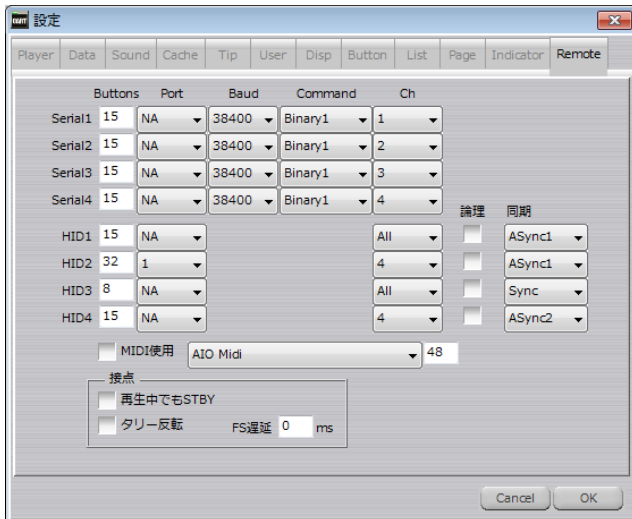 設定
Player Data Sound Cache Tip User Disp Button List Page Indicator Remote
Buttons Port Baud Command Ch
Serial1 15 NA 38400 Binary1 1
Serial2 15 NA 38400 Binary1 2
Serial3 15 NA 38400 Binary1 3
Serial4 15 NA 38400 Binary1 4
論理 同期
HID1 15 NA All ASync1
HID2 32 1 4 ASync1
HID3 8 NA All Sync
HID4 15 NA 4 ASync2
MIDI使用 AIO Midi 48
接点
再生中でもSTBY
タリー反転 FS遅延 0 ms
Cancel OK